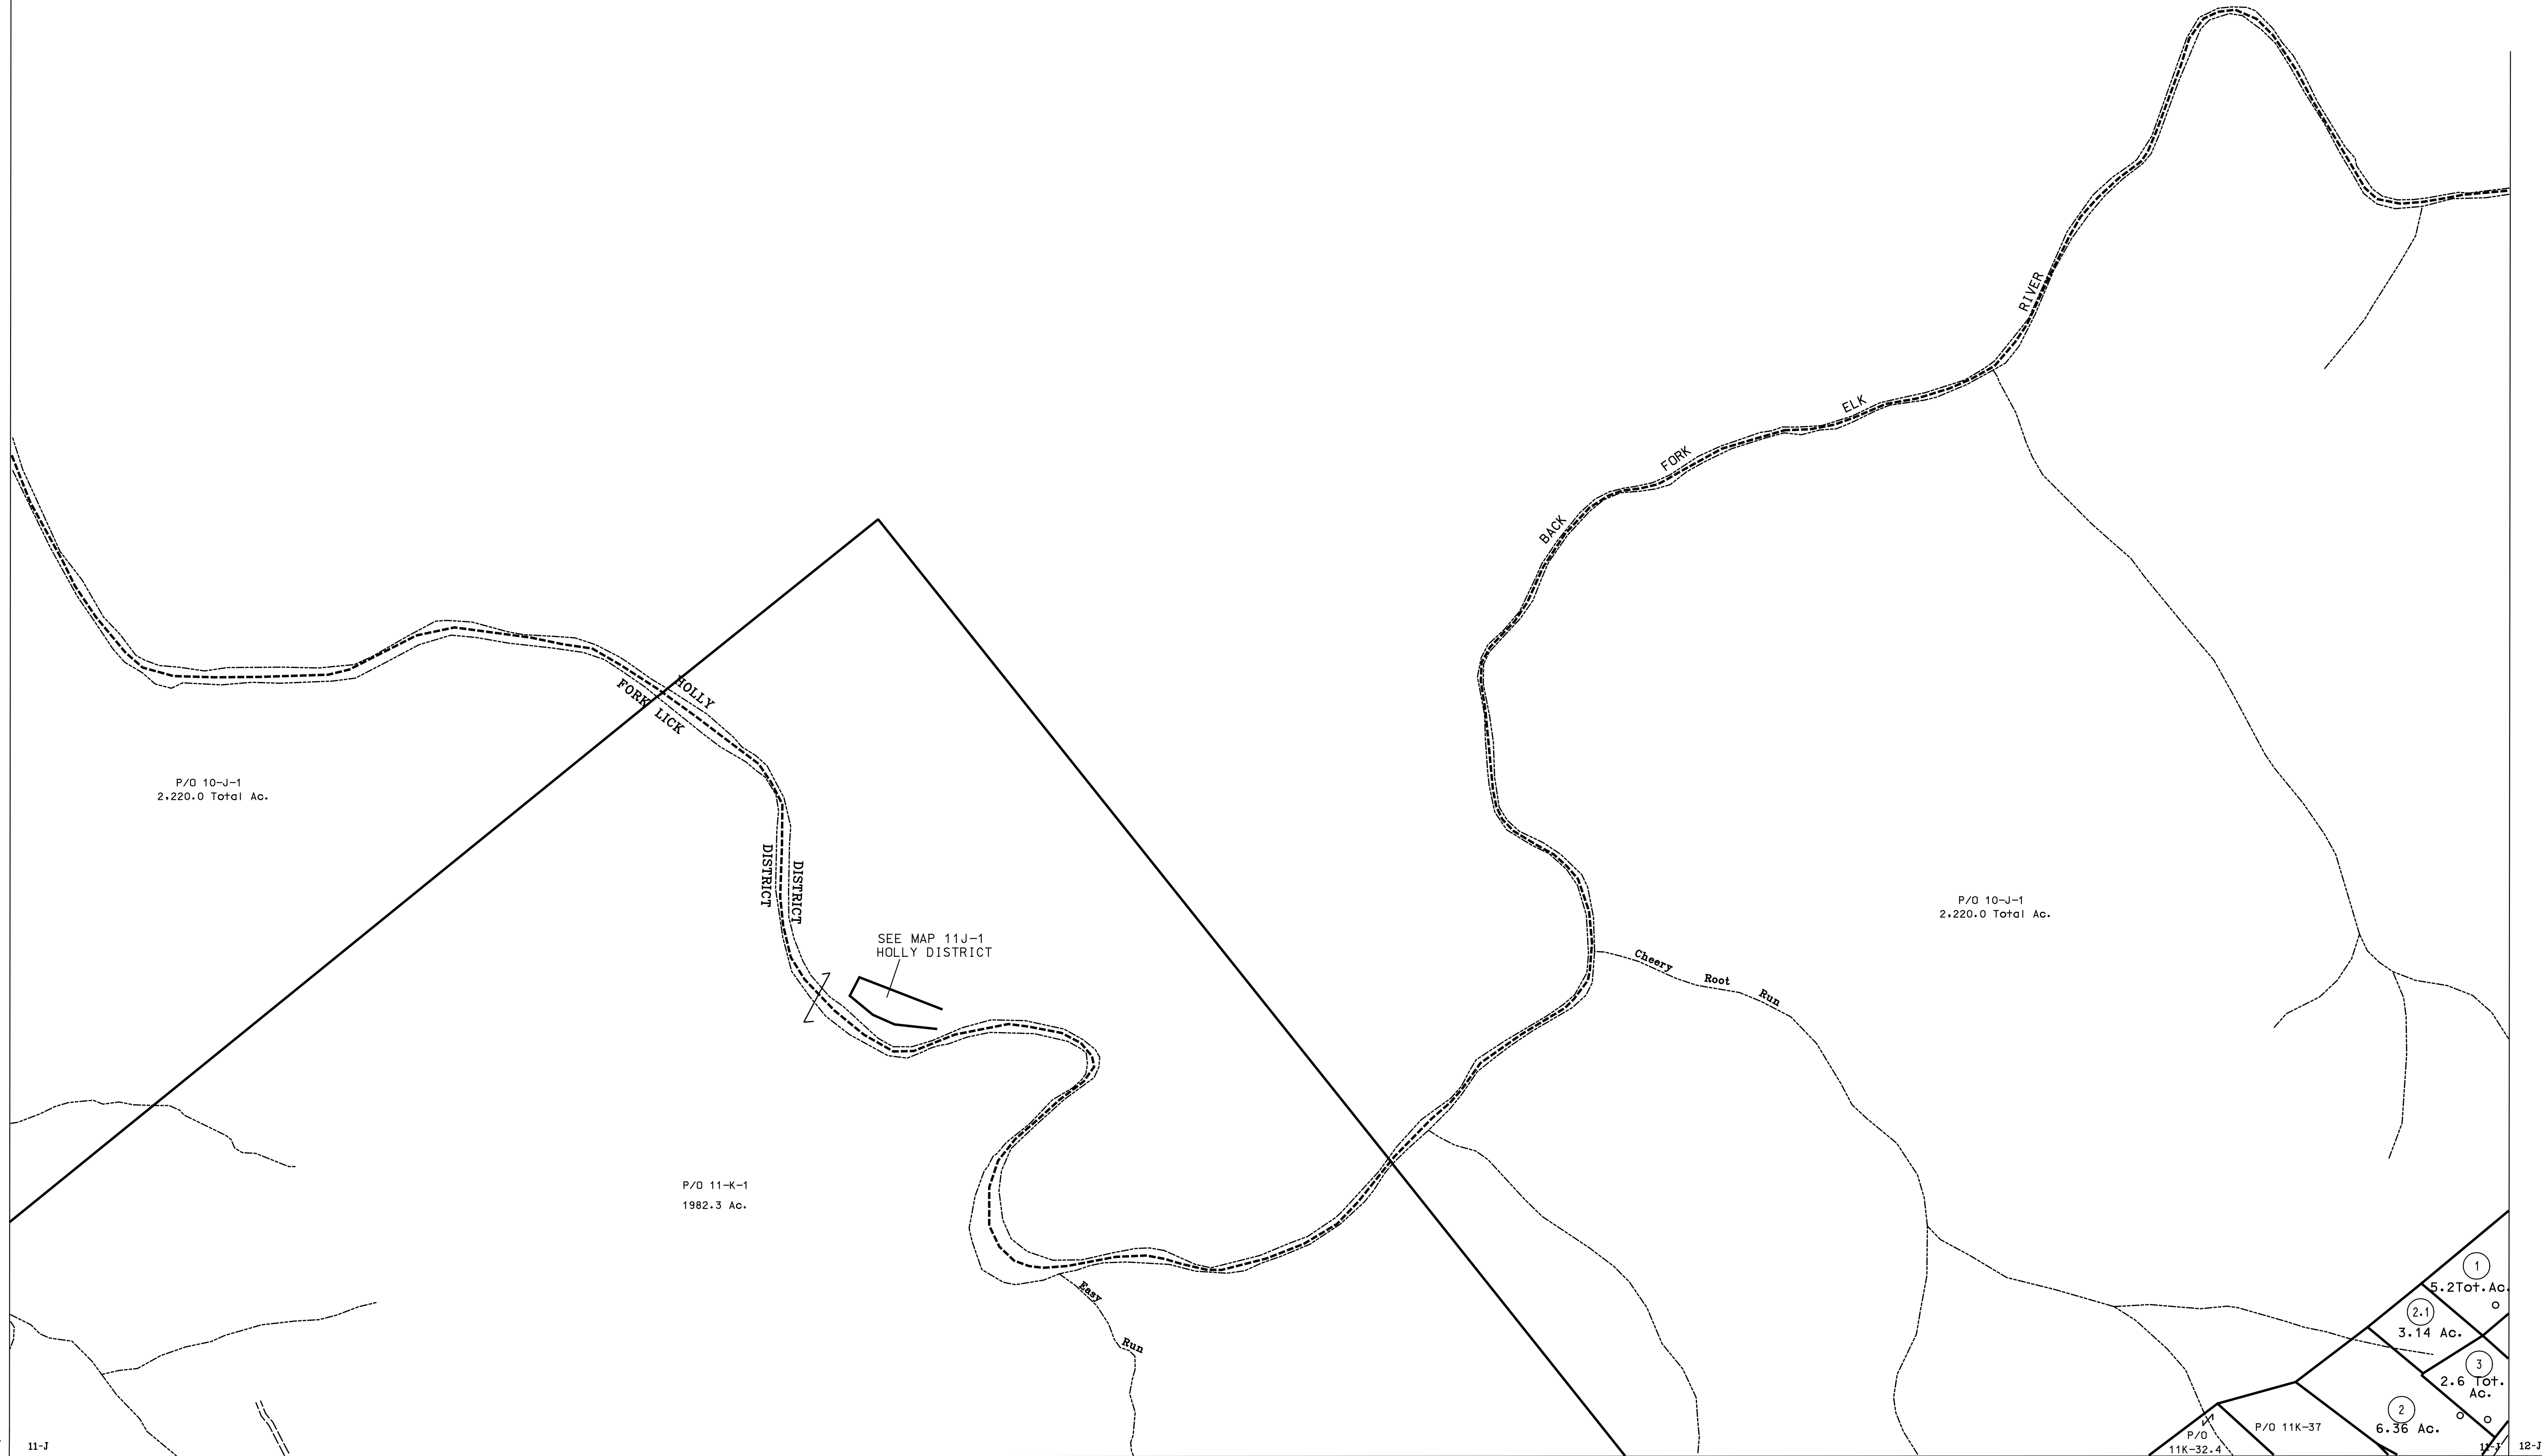 RIVER
ELK
FORK
BACK
HOLLY
FORK LICK
P/O 10-J-1
2,220.0 Total Ac.
DISTRICT
DISTRICT
P/O 10-J-1
2,220.0 Total Ac.
SEE MAP 11J-1
HOLLY DISTRICT
Cheery Root Run
P/O 11-K-1
1982.3 Ac.
Easy Run
1
5.2Tot.Ac.
2.1
3.14 Ac.
3
2.6 Tot.
Ac.
2
6.36 Ac.
P/O 11K-37
P/O
11K-32.4
11-J
11-J
12-J